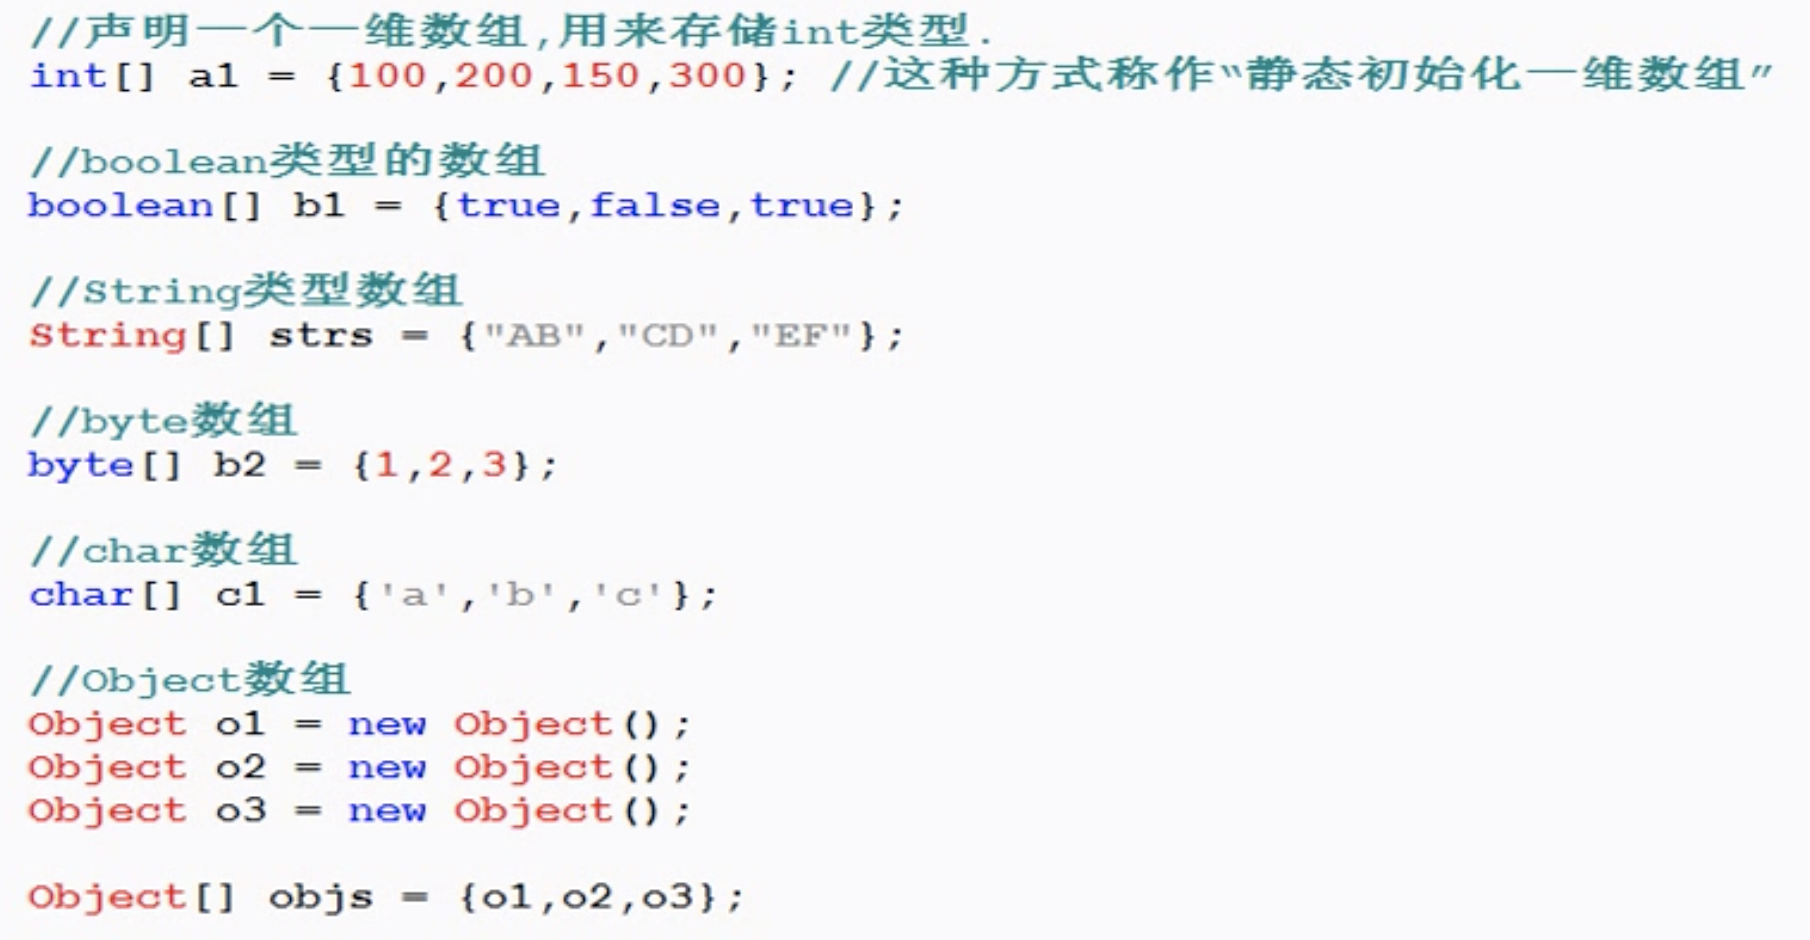 //声明一个一维数组,用来存储int类型.
int[] a1 = {100,200,150,300}; //这种方式称作“静态初始化一维数组”
//boolean类型的数组
boolean[] b1 = {true,false,true};
//String类型数组
String[] strs = {"AB","CD","EF"};
//byte数组
byte[] b2 = {1,2,3};
//char数组
char[] c1 = {'a','b','c'};
//Object数组
Object o1 = new Object();
Object o2 = new Object();
Object o3 = new Object();
Object[] objs = {o1,o2,o3};